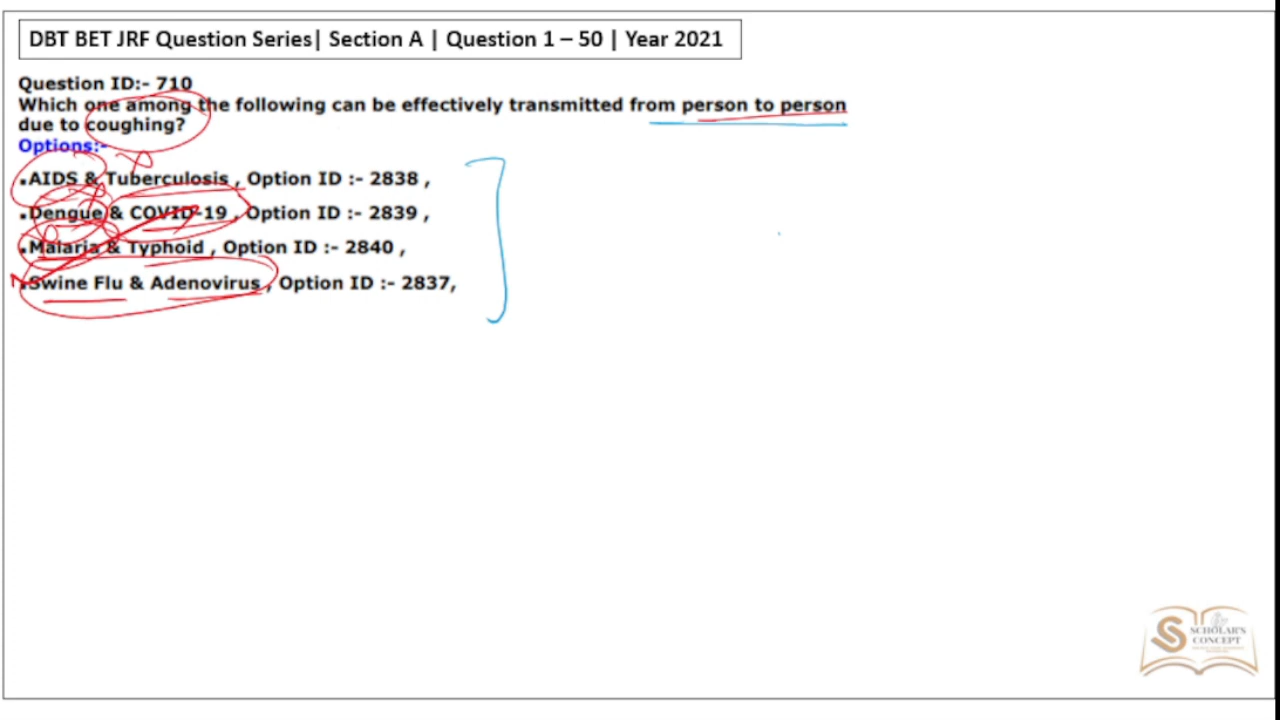 DBT BET JRF Question Series| Section A | Question 1 – 50 | Year 2021
Question ID:- 710
Which one among the following can be effectively transmitted from person to person
due to coughing?
Options:-
.AIDS & Tuberculosis , Option ID :- 2838 ,
.Dengue & COVID-19 , Option ID :- 2839 ,
.Malaria & Typhoid , Option ID :- 2840 ,
.Swine Flu & Adenovirus , Option ID :- 2837,
SCHOLAR'S
CONCEPT